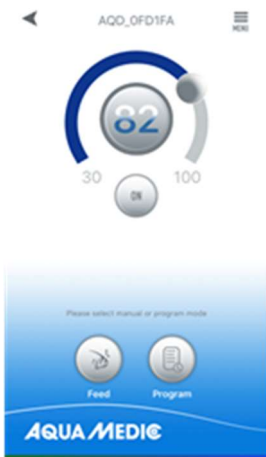 AQD_0FD1FA
MENU
82
30
100
ON
Please select manual or program mode
Feed
Program
AQUA MEDIC